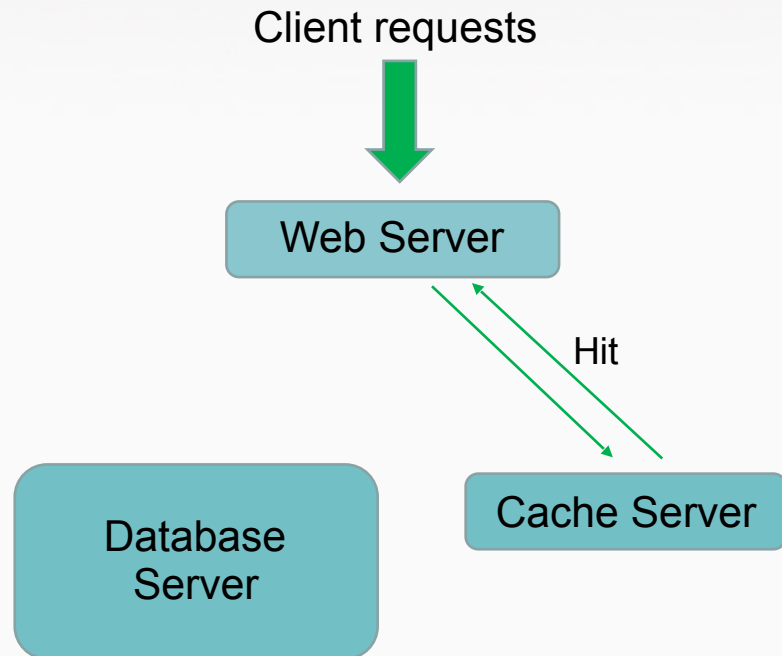 Client requests
Web Server
Hit
Cache Server
Database
Server